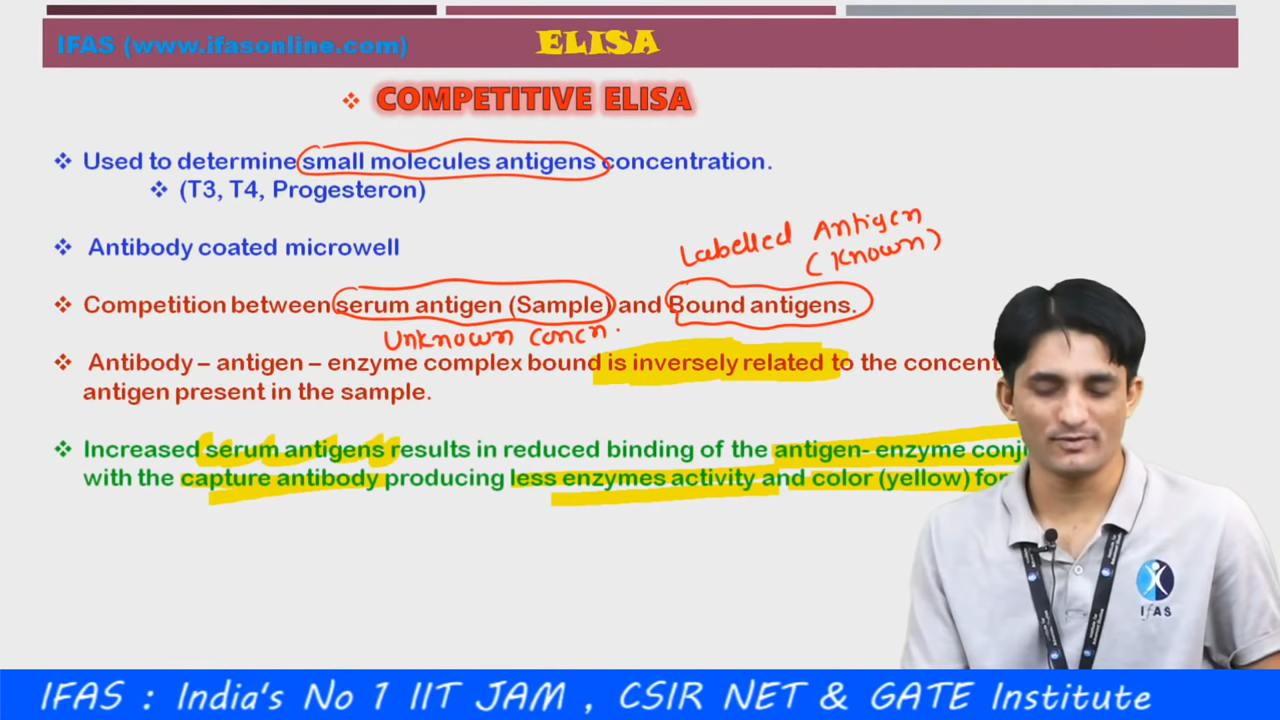 IFAS (www.ifasonline.com)
ELISA
❖ COMPETITIVE ELISA
❖ Used to determine small molecules antigens concentration.
❖ (T3, T4, Progesteron)
❖ Antibody coated microwell
Labelled Antigen
(Known)
❖ Competition between serum antigen (Sample) and Bound antigens.
Unknown Concn.
❖ Antibody – antigen – enzyme complex bound is inversely related to the
antigen present in the sample.
❖ Increased serum antigens results in reduced binding of the antigen- enzyme
with the capture antibody producing less enzymes activity and color (yellow)
IFAS
IFAS : India's No 1 IIT JAM , CSIR NET & GATE Institute